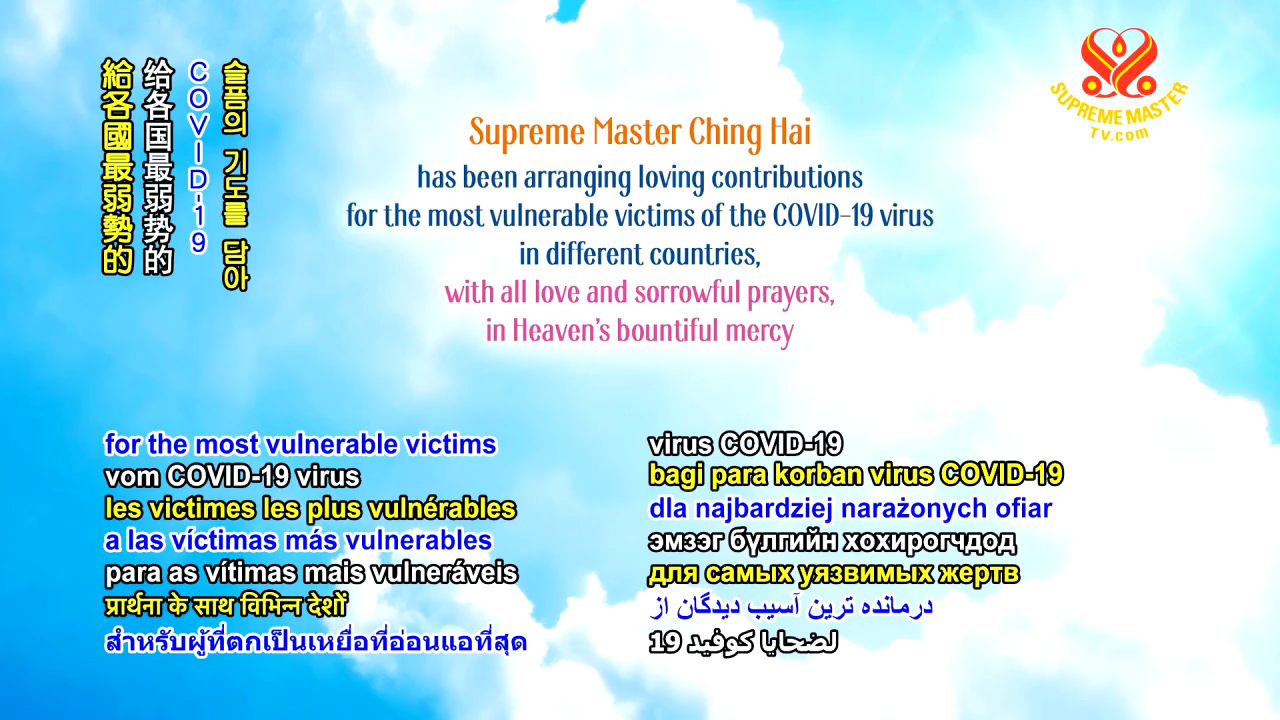 給各國最弱勢的
给各国最弱势的
COVID-19
슬픔의 기도를 담아
Supreme Master Ching Hai
has been arranging loving contributions
for the most vulnerable victims of the COVID-19 virus
in different countries,
with all love and sorrowful prayers,
in Heaven's bountiful mercy
SUPREME MASTER
TV.com
for the most vulnerable victims
vom COVID-19 virus
les victimes les plus vulnérables
a las víctimas más vulnerables
para as vítimas mais vulneráveis
प्रार्थना के साथ विभिन्न देशों
สำหรับผู้ที่ตกเป็นเหยื่อที่อ่อนแอที่สุด
virus COVID-19
bagi para korban virus COVID-19
dla najbardziej narażonych ofiar
эмзэг бүлгийн хохирогчдод
для самых уязвимых жертв
درمانده ترین آسیب دیدگان از
لضحايا كوفيد 19